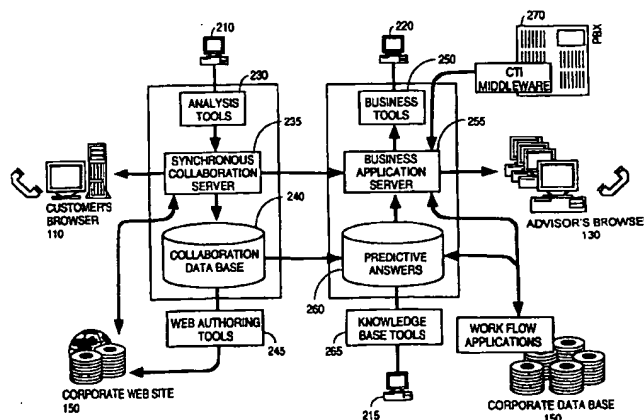 210
220
270
PBX
CTI
MIDDLEWARE
230
250
ANALYSIS
TOOLS
BUSINESS
TOOLS
235
255
SYNCHRONOUS
COLLABORATION
SERVER
BUSINESS
APPLICATION
SERVER
CUSTOMER'S
BROWSER
110
240
ADVISOR'S BROWSE
130
COLLABORATION
DATA BASE
PREDICTIVE
ANSWERS
260
WEB AUTHORING
TOOLS
245
265
KNOWLEDGE
BASE TOOLS
WORK FLOW
APPLICATIONS
CORPORATE WEB SITE
150
215
CORPORATE DATA BASE
150